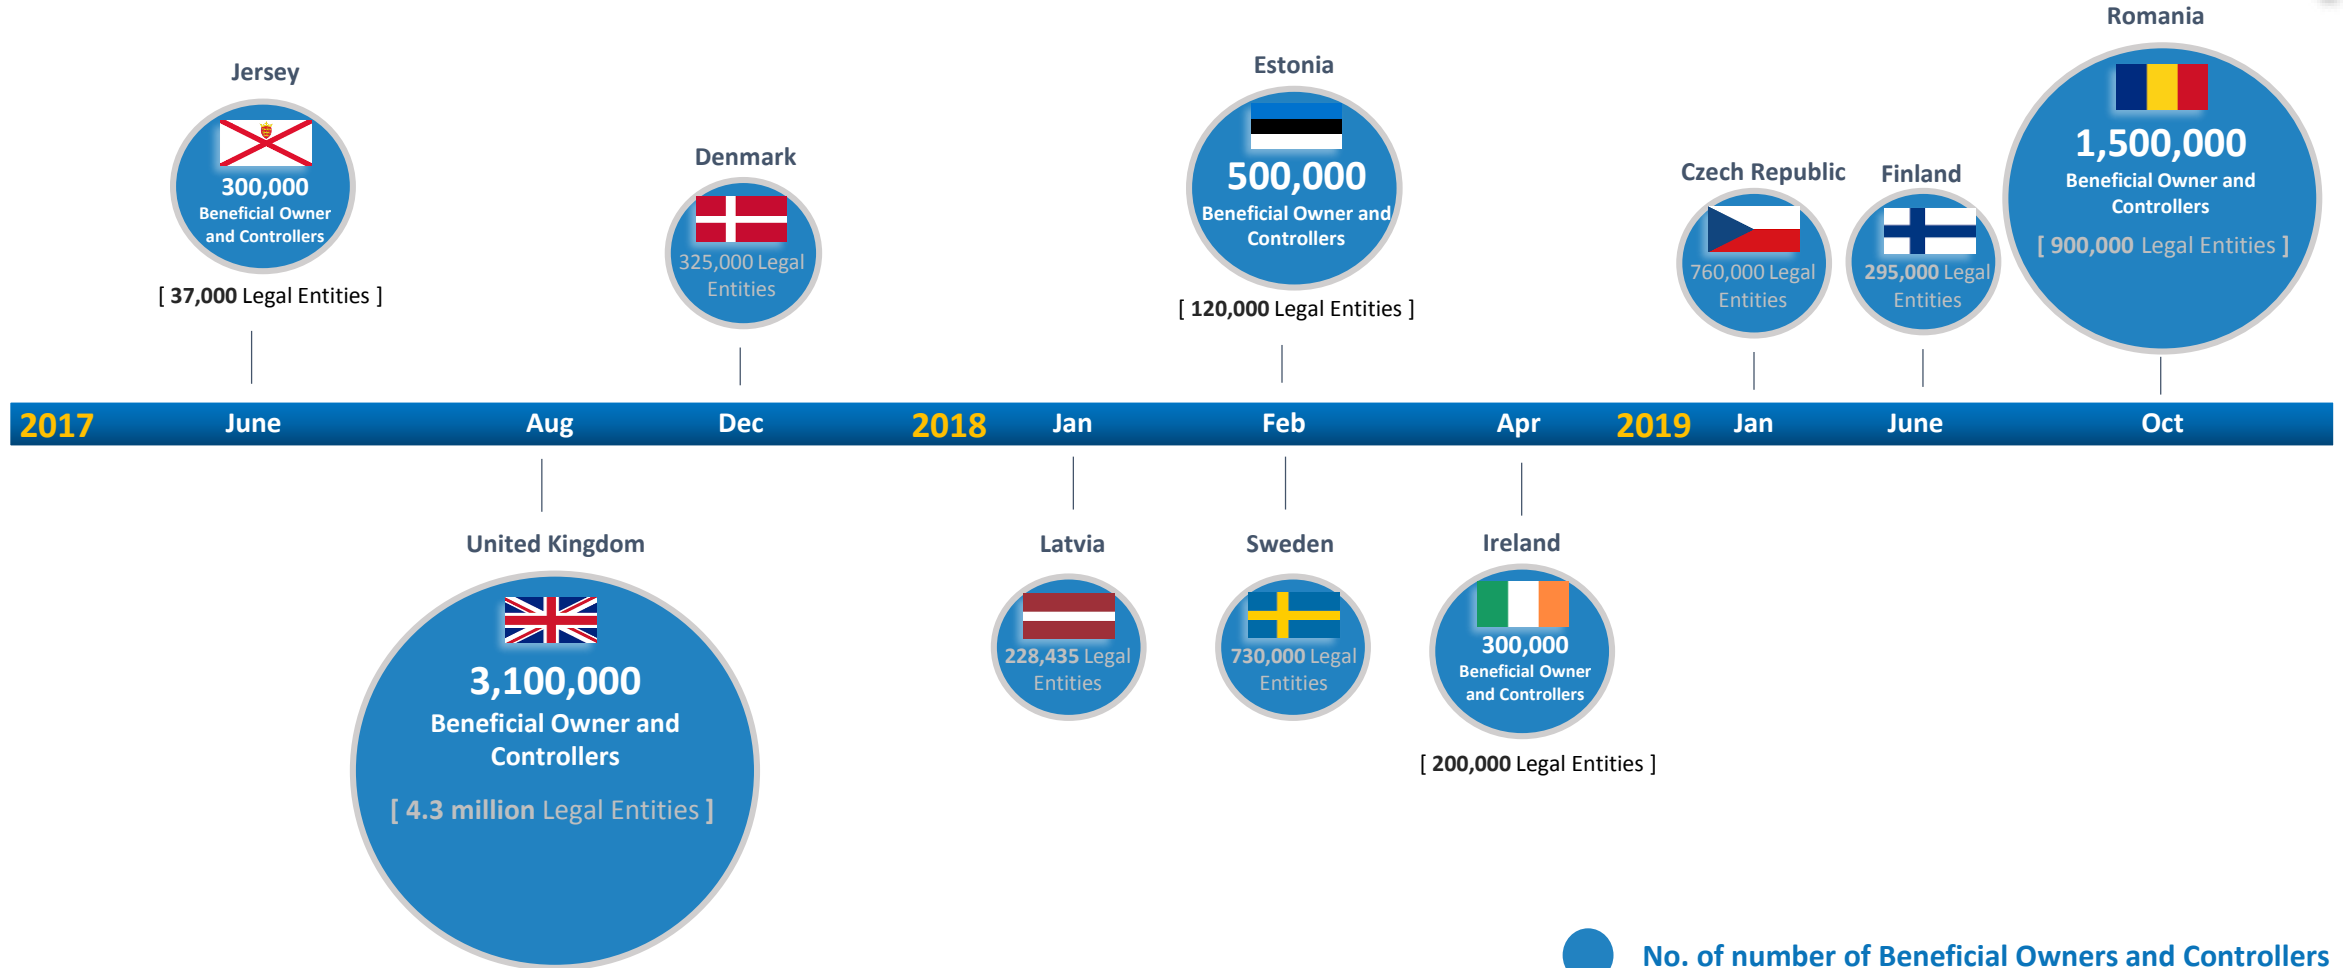 Romania
Jersey
Estonia
Denmark
Czech Republic
Finland
300,000
Beneficial Owner
and Controllers
[ 37,000 Legal Entities ]
325,000 Legal
Entities
500,000
Beneficial Owner and
Controllers
[ 120,000 Legal Entities ]
760,000 Legal
Entities
295,000 Legal
Entities
1,500,000
Beneficial Owner and
Controllers
[ 900,000 Legal Entities ]
2017 June Aug Dec 2018 Jan Feb Apr 2019 Jan June Oct
United Kingdom
Latvia
Sweden
Ireland
3,100,000
Beneficial Owner and
Controllers
[ 4.3 million Legal Entities ]
228,435 Legal
Entities
730,000 Legal
Entities
300,000
Beneficial Owner
and Controllers
[ 200,000 Legal Entities ]
No. of number of Beneficial Owners and Controllers